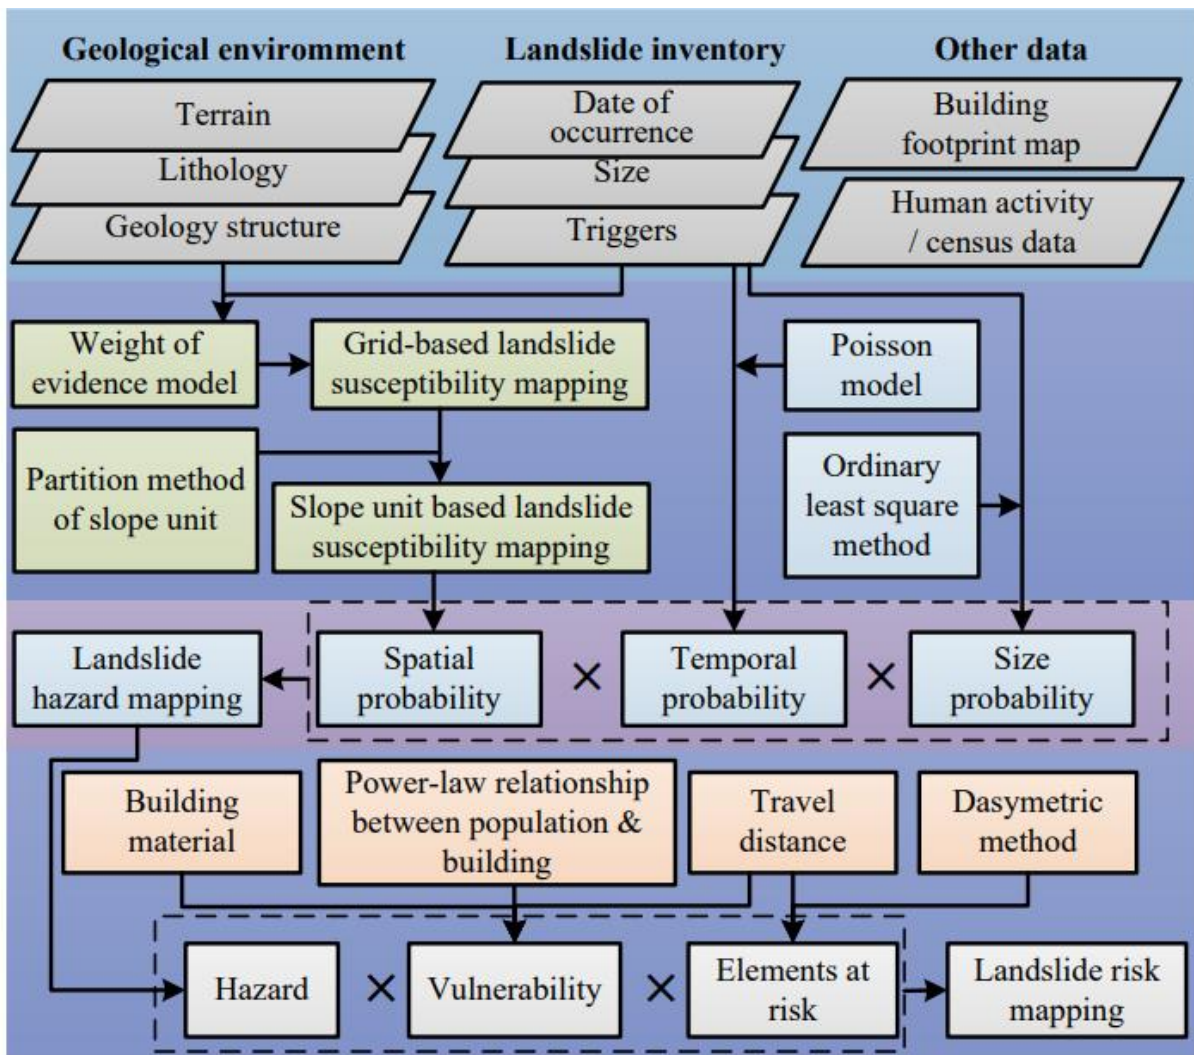 Geological environment
Landslide inventory
Other data
Terrain
Lithology
Geology structure
Date of
occurrence
Size
Triggers
Building
footprint map
Human activity
/ census data
Weight of
evidence model
Grid-based landslide
susceptibility mapping
Poisson
model
Partition method
of slope unit
Slope unit based landslide
susceptibility mapping
Ordinary
least square
method
Landslide
hazard mapping
Spatial
probability
×
Temporal
probability
×
Size
probability
Building
material
Power-law relationship
between population &
building
Travel
distance
Dasymetric
method
Hazard
×
Vulnerability
×
Elements at
risk
Landslide risk
mapping